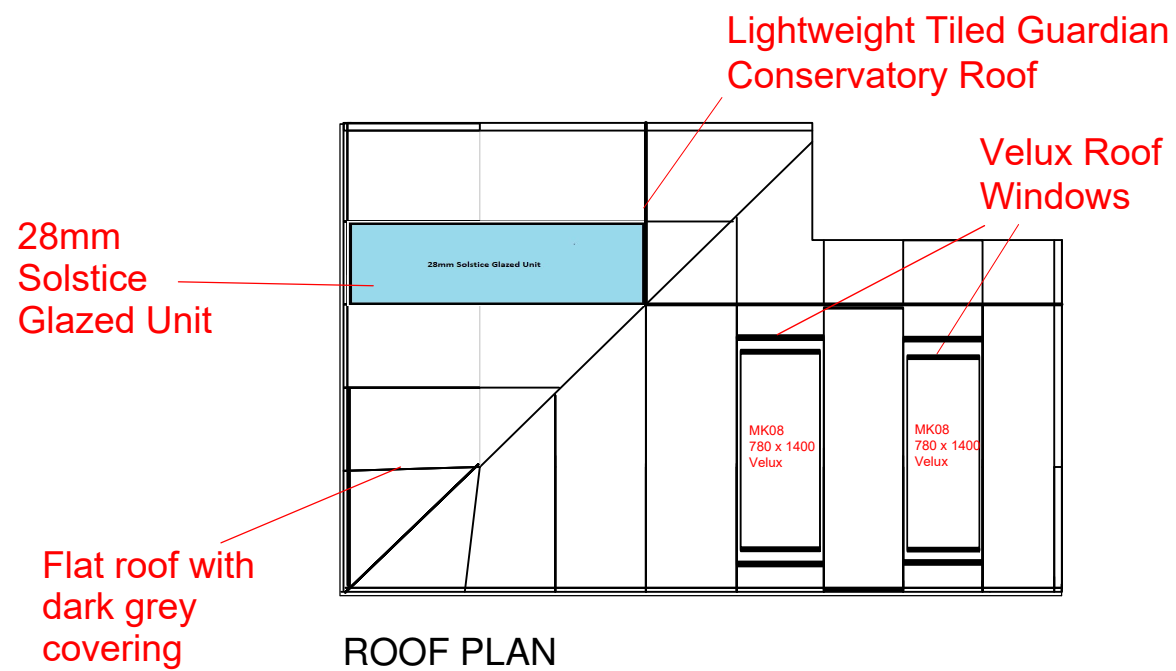 Lightweight Tiled Guardian
Conservatory Roof
Velux Roof
Windows
28mm
Solstice
Glazed Unit
28mm Solstice Glazed Unit
MK08
780 x 1400
Velux
MK08
780 x 1400
Velux
Flat roof with
dark grey
covering
ROOF PLAN